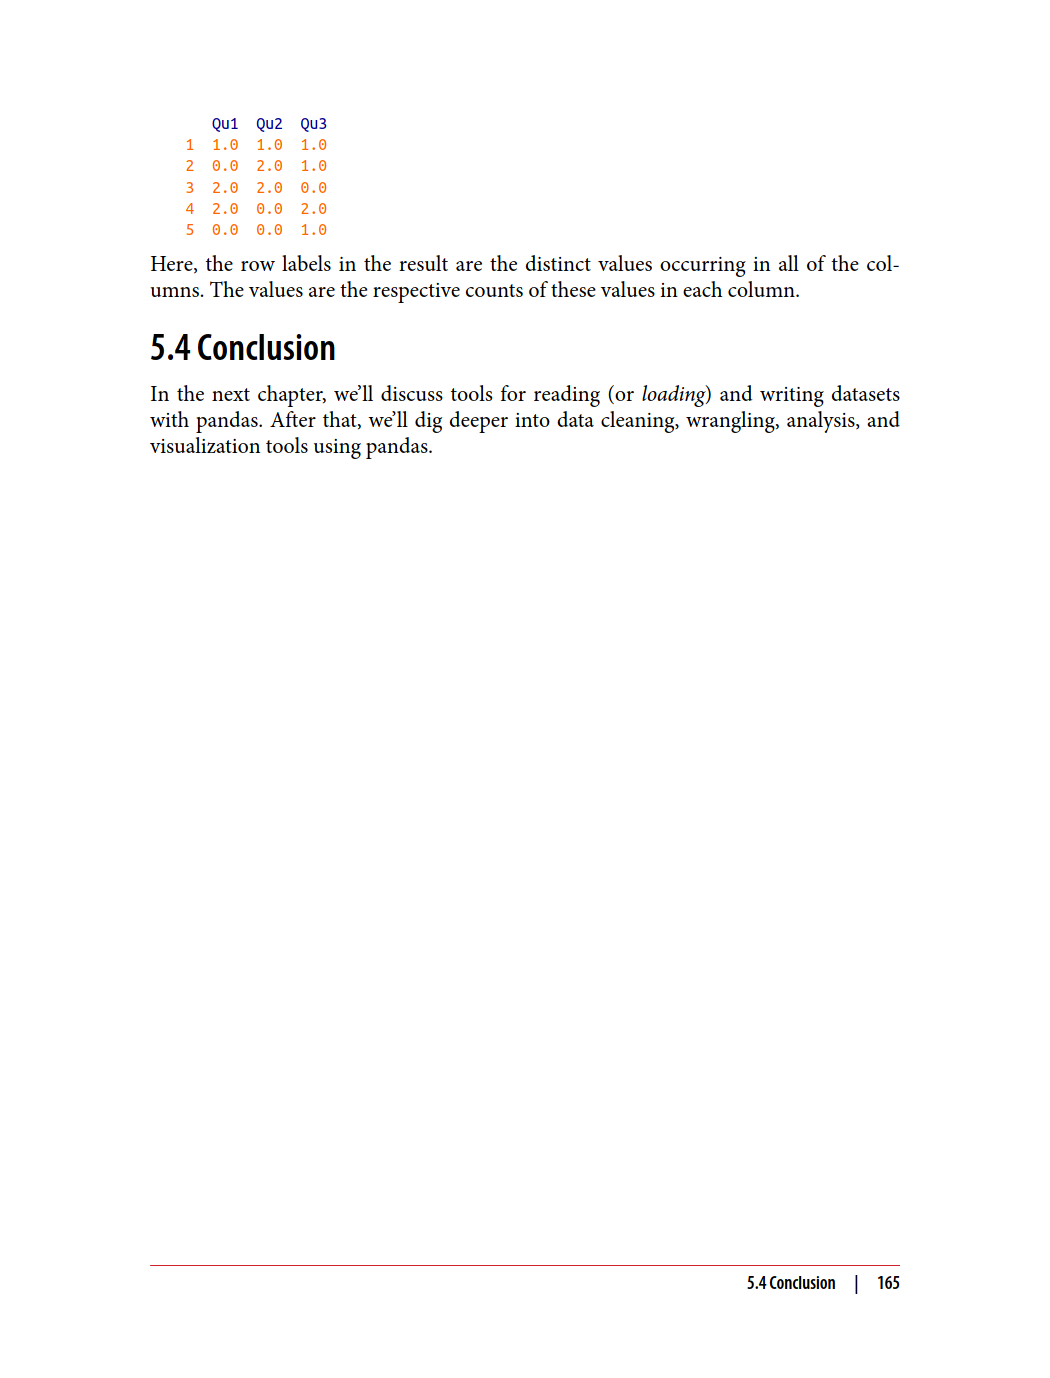 Qu1 Qu2 Qu3
1 1.0 1.0 1.0
2 0.0 2.0 1.0
3 2.0 2.0 0.0
4 2.0 0.0 2.0
5 0.0 0.0 1.0
Here, the row labels in the result are the distinct values occurring in all of the col-
umns. The values are the respective counts of these values in each column.
5.4 Conclusion
In the next chapter, we’ll discuss tools for reading (or loading) and writing datasets
with pandas. After that, we’ll dig deeper into data cleaning, wrangling, analysis, and
visualization tools using pandas.
5.4 Conclusion | 165